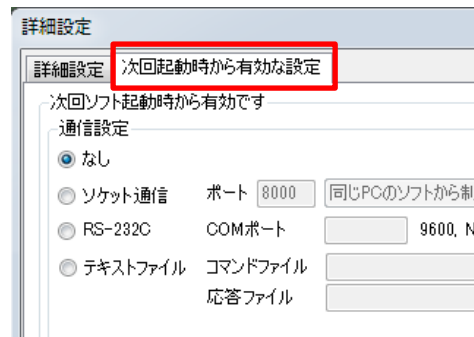 詳細設定
詳細設定 次回起動時から有効な設定
次回ソフト起動時から有効です
通信設定
なし
ソケット通信 ポート 8000 同じPCのソフトから制
RS-232C COMポート 9600, N
テキストファイル コマンドファイル
応答ファイル